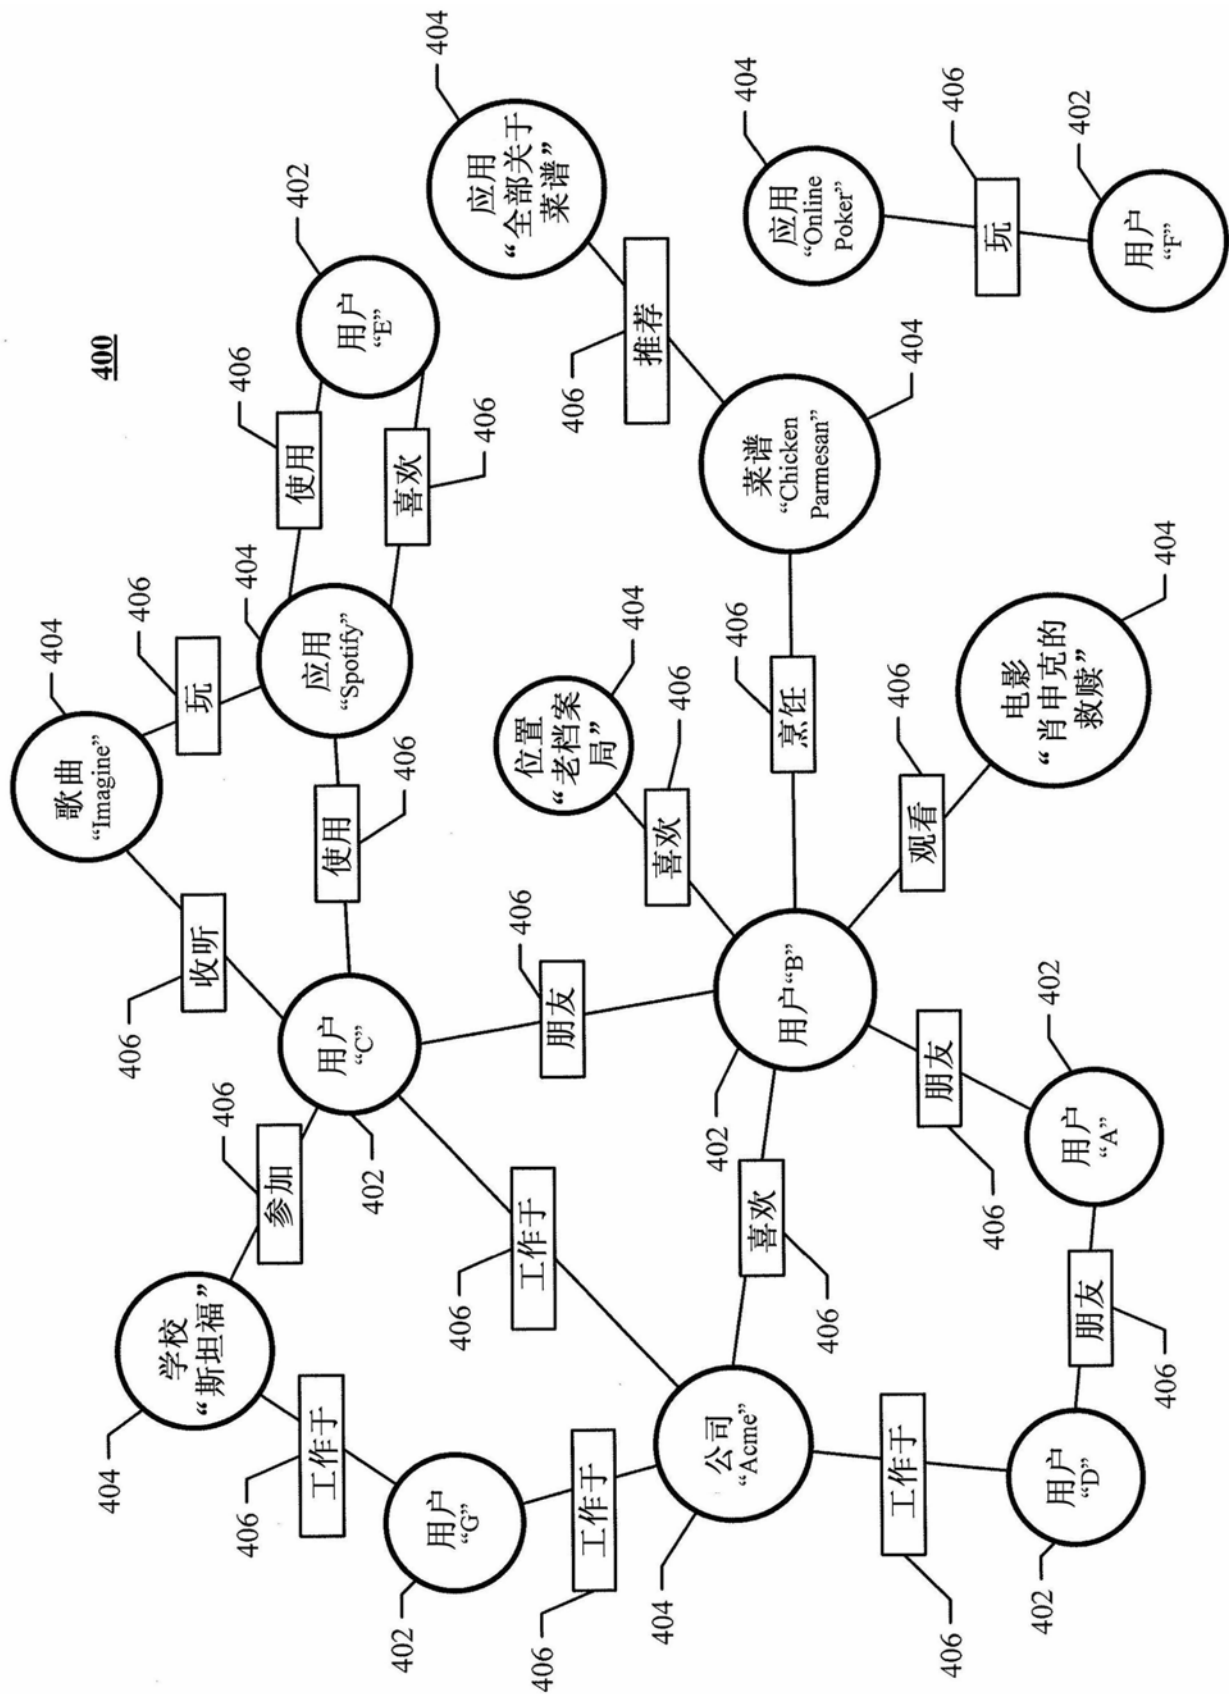 400
404
歌曲
“Imagine”
406
收听
406
玩
404
学校
“斯坦福”
404
406
参加
406
工作于
402
用户
“C”
406
使用
404
应用
“Spotify”
406
使用
406
喜欢
402
用户
“E”
402
用户
“G”
402
406
工作于
406
工作于
406
朋友
406
404
位置
“老档案
局”
404
应用
“全部关于
菜谱”
404
406
推荐
404
公司
“Acme”
406
喜欢
402
用户“B”
406
喜欢
406
烹饪
菜谱
“Chicken
Parmesan”
404
应用
“Online
Poker”
404
406
工作于
406
朋友
406
观看
406
玩
电影
“肖申克的
救赎”
404
402
用户
“D”
406
朋友
用户
“A”
402
用户
“F”
402